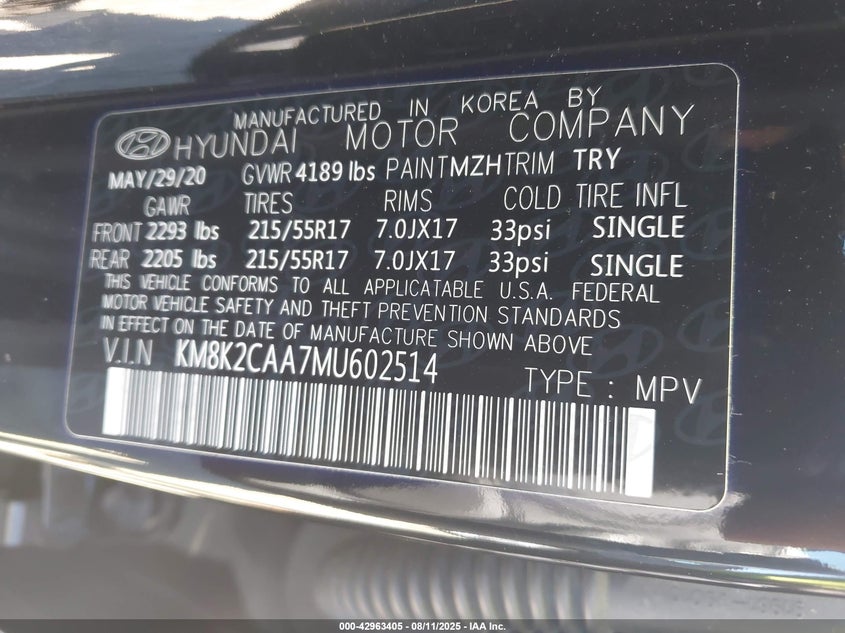 MANUFACTURED IN KOREA BY
HYUNDAI MOTOR COMPANY
MAY/29/20 GVWR 4189 lbs PAINT MZH TRIM TRY
GAWR TIRES RIMS COLD TIRE INFL
FRONT 2293 lbs 215/55R17 7.0JX17 33psi SINGLE
REAR 2205 lbs 215/55R17 7.0JX17 33psi SINGLE
THIS VEHICLE CONFORMS TO ALL APPLICATABLE U.S.A. FEDERAL
MOTOR VEHICLE SAFETY AND THEFT PREVENTION STANDARDS
IN EFFECT ON THE DATE OF MANUFACTURE SHOWN ABOVE
V.I.N KM8K2CAA7MU602514 TYPE : MPV
000-42963405 - 08/11/2025 - IAA Inc.